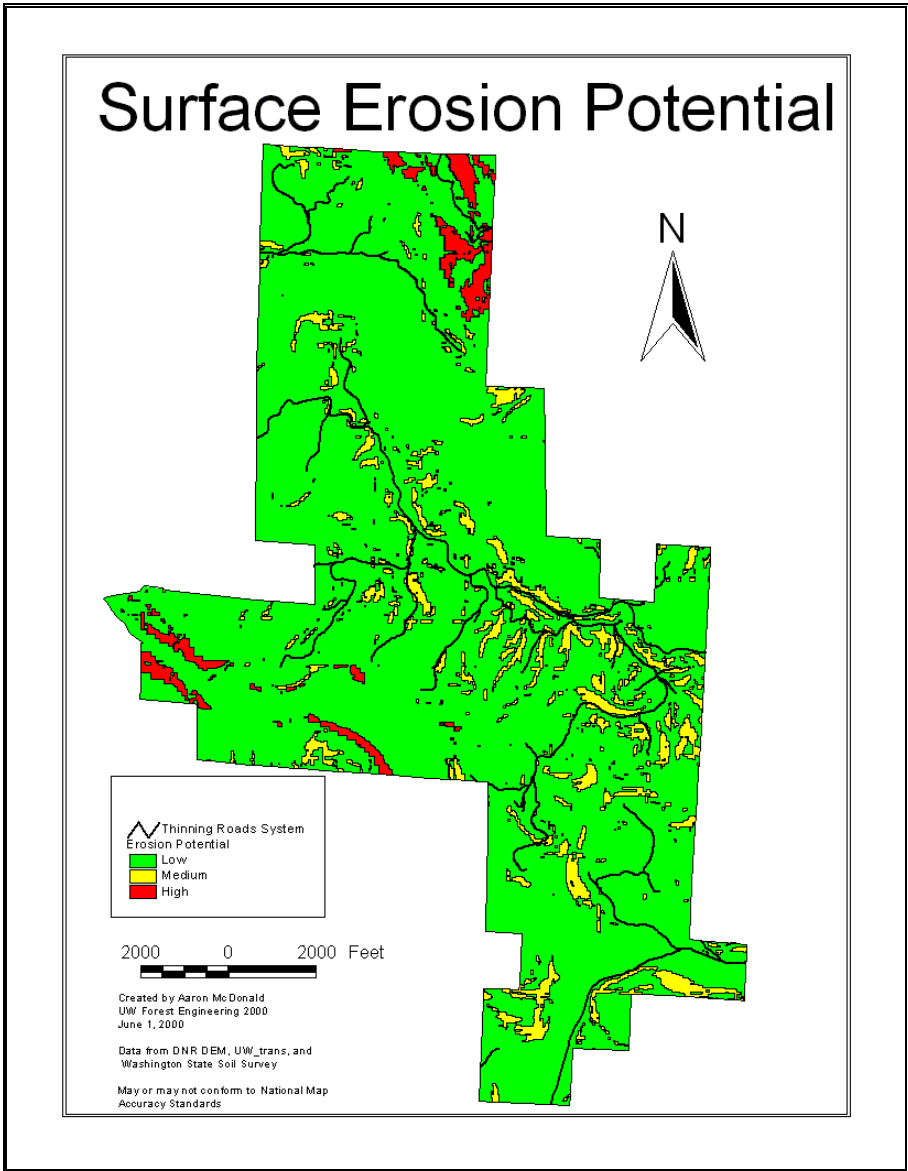 Surface Erosion Potential
N
Thinning Roads System
Erosion Potential
Low
Medium
High
2000 0 2000 Feet
Created by Aaron McDonald
UW Forest Engineering 2000
June 1, 2000
Data from DNR DEM, UW_trans, and
Washington State Soil Survey
May or may not conform to National Map
Accuracy Standards